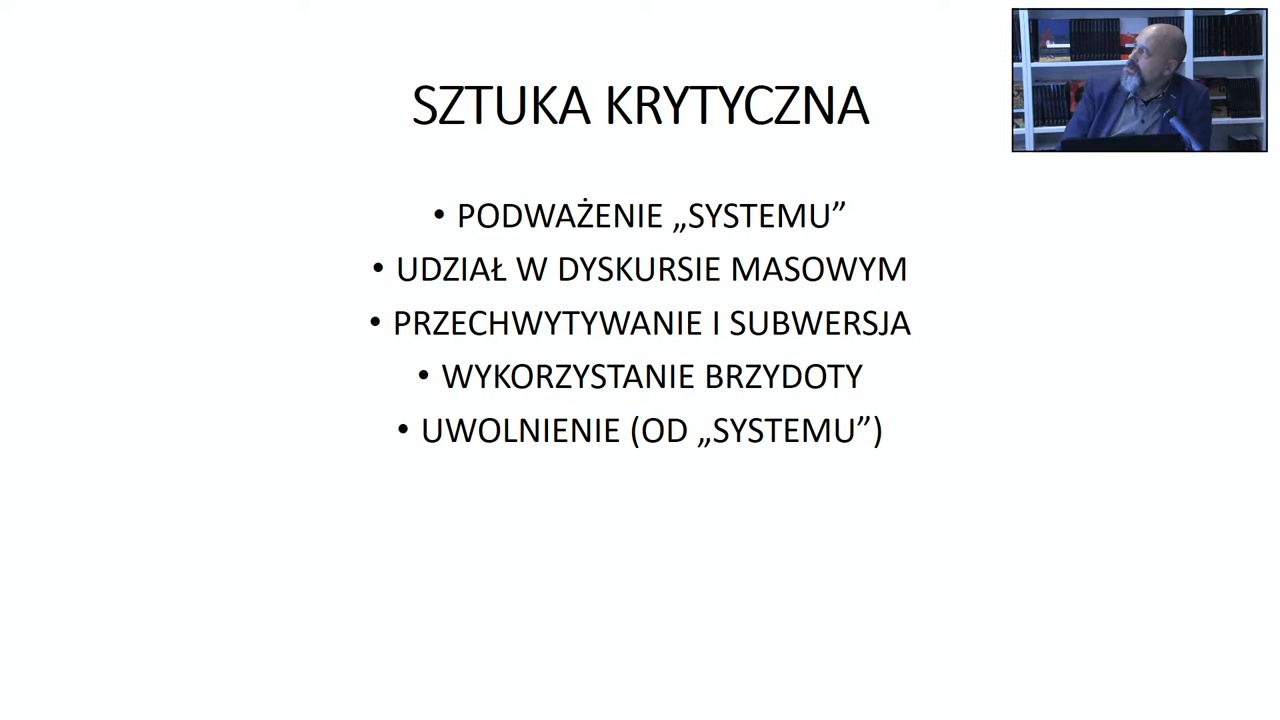 SZTUKA KRYTYCZNA
• PODWAŻENIE „SYSTEMU”
• UDZIAŁ W DYSKURSIE MASOWYM
• PRZECHWYTYWANIE I SUBWERSJA
• WYKORZYSTANIE BRZYDOTY
• UWOLNIENIE (OD „SYSTEMU”)